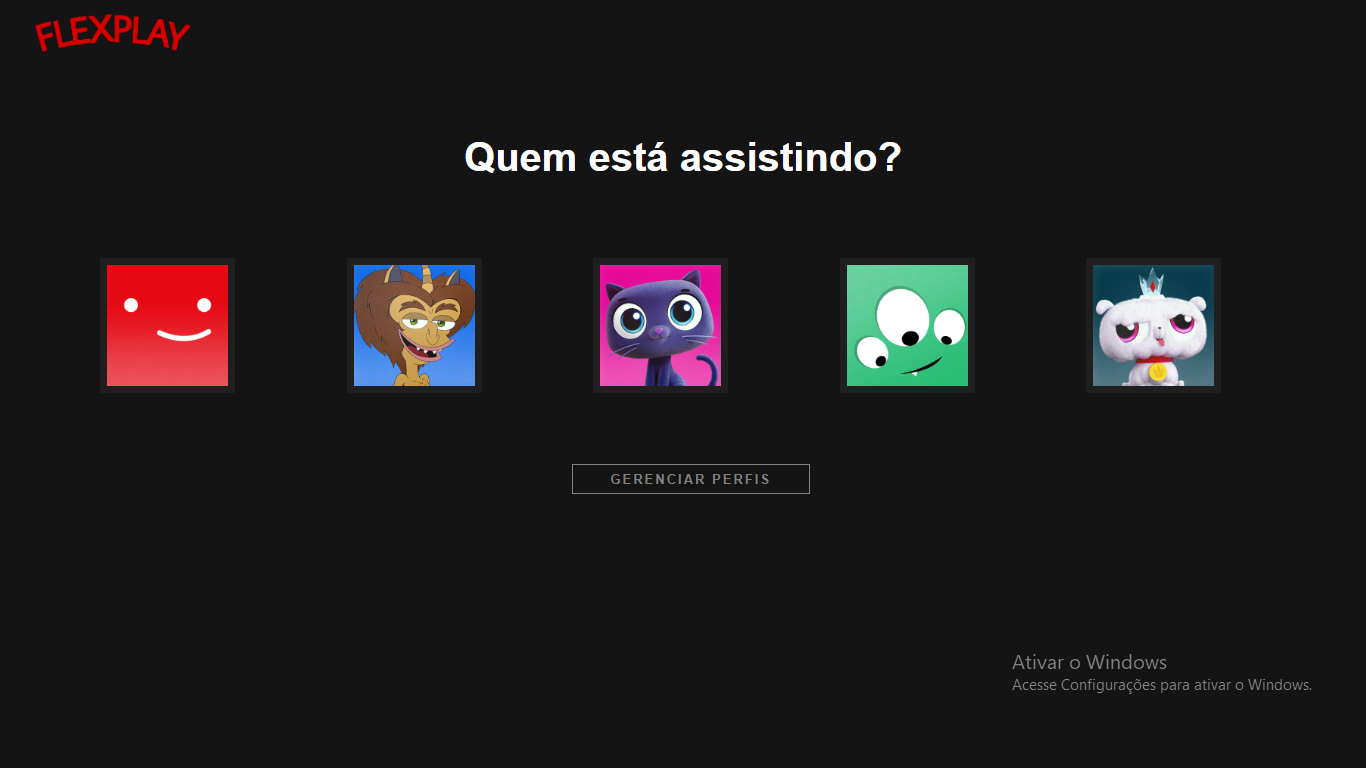 FLEXPLAY
Quem está assistindo?
GERENCIAR PERFIS
Ativar o Windows
Acesse Configurações para ativar o Windows.